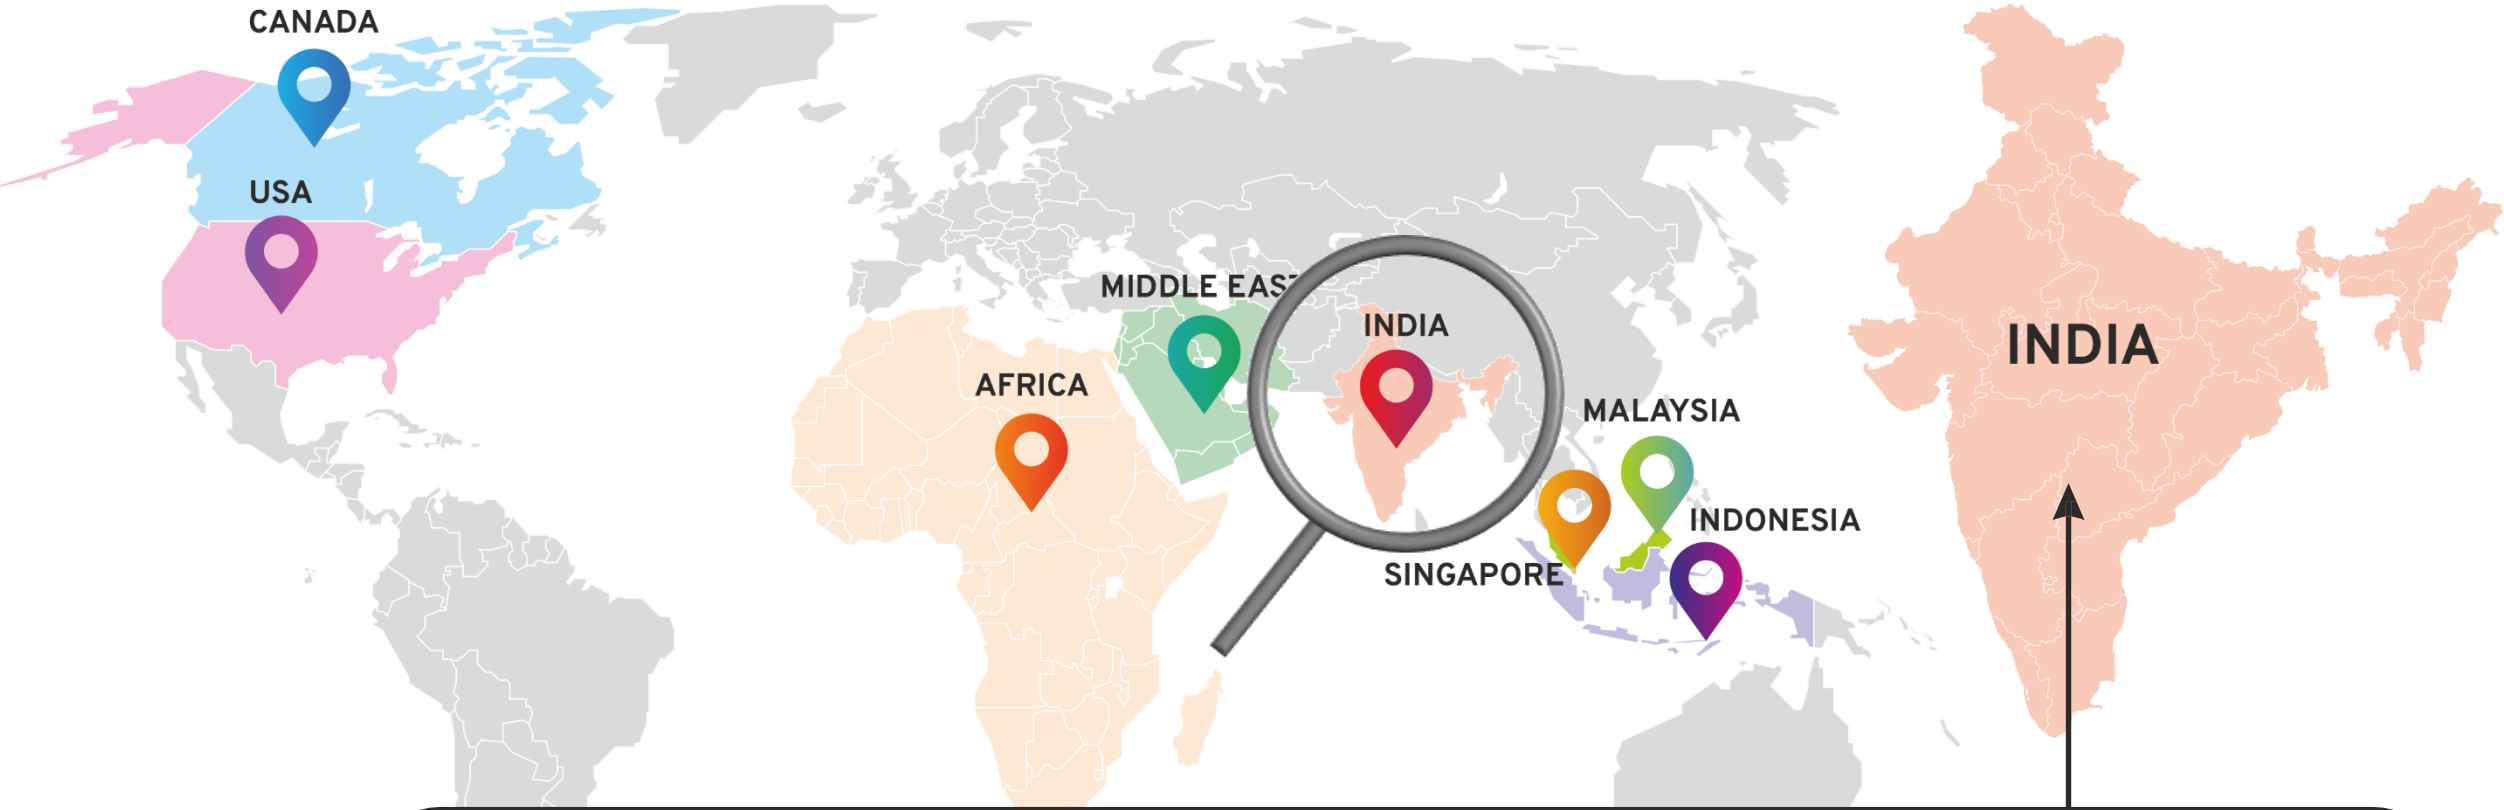 CANADA
USA
MIDDLE EAST
INDIA
INDIA
AFRICA
MALAYSIA
INDONESIA
SINGAPORE